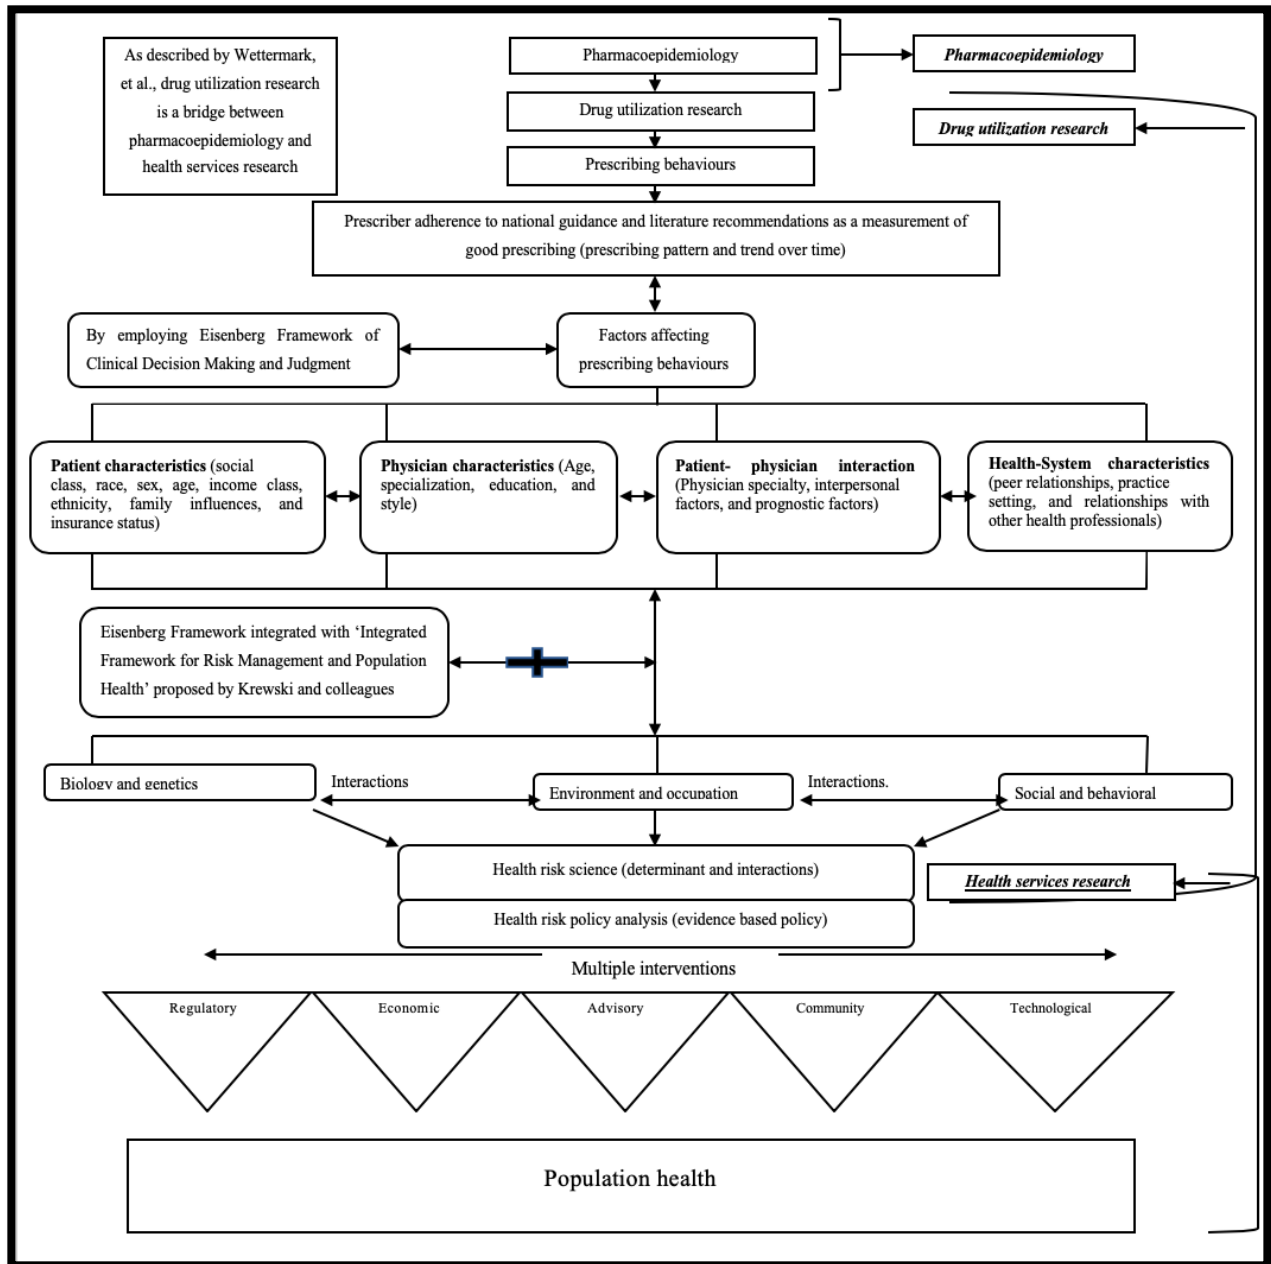 As described by Wettermark,
et al., drug utilization research
is a bridge between
pharmacoepidemiology and
health services research
Pharmacoepidemiology
Pharmacoepidemiology
Drug utilization research
Drug utilization research
Prescribing behaviours
Prescriber adherence to national guidance and literature recommendations as a measurement of
good prescribing (prescribing pattern and trend over time)
By employing Eisenberg Framework of
Clinical Decision Making and Judgment
Factors affecting
prescribing behaviours
Patient characteristics (social
class, race, sex, age, income class,
ethnicity, family influences, and
insurance status)
Physician characteristics (Age,
specialization, education, and
style)
Patient- physician interaction
(Physician specialty, interpersonal
factors, and prognostic factors)
Health-System characteristics
(peer relationships, practice
setting, and relationships with
other health professionals)
Eisenberg Framework integrated with ‘Integrated
Framework for Risk Management and Population
Health’ proposed by Krewski and colleagues
Biology and genetics
Interactions
Environment and occupation
Interactions.
Social and behavioral
Health risk science (determinant and interactions)
Health services research
Health risk policy analysis (evidence based policy)
Multiple interventions
Regulatory
Economic
Advisory
Community
Technological
Population health